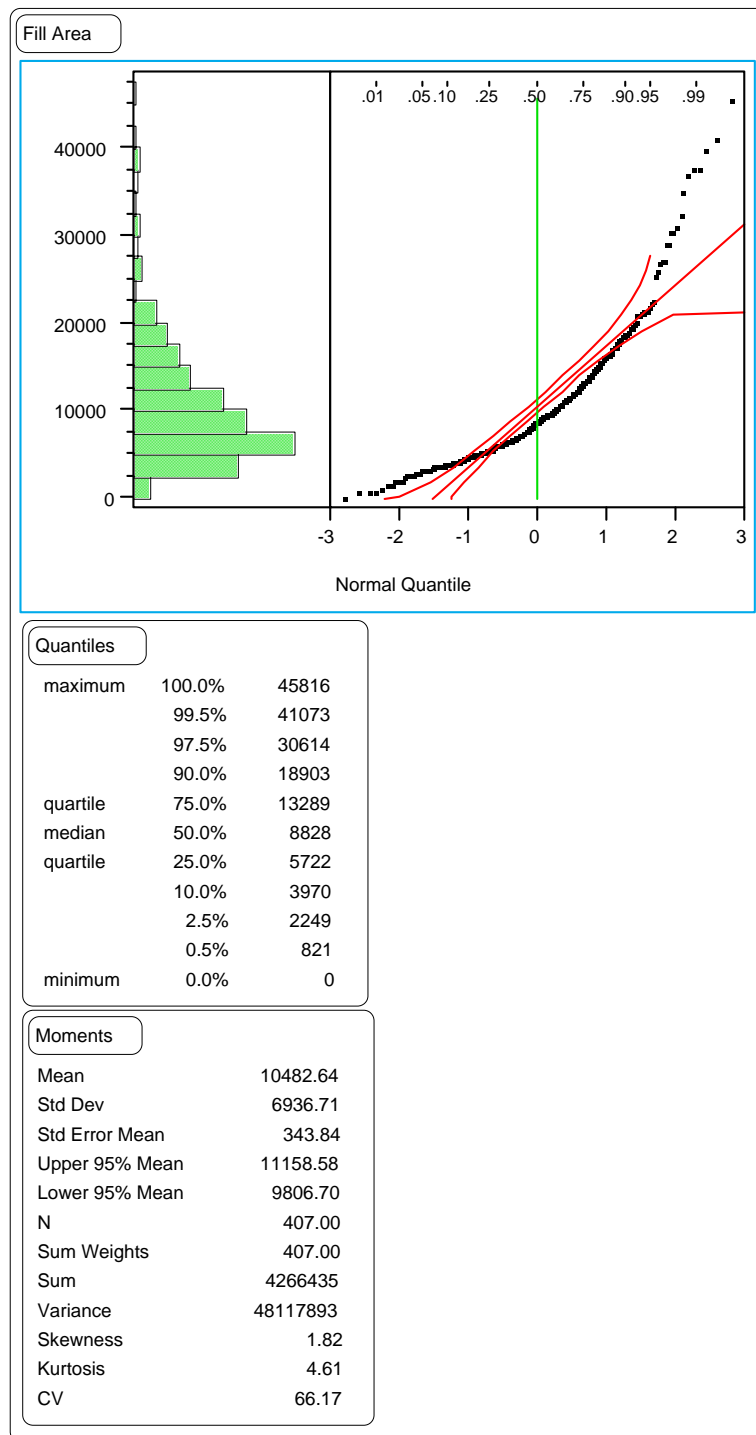 Fill Area
.01 .05 .10 .25 .50 .75 .90 .95 .99
40000
30000
20000
10000
0
-3 -2 -1 0 1 2 3
Normal Quantile
Quantiles
maximum 100.0% 45816
99.5% 41073
97.5% 30614
90.0% 18903
quartile 75.0% 13289
median 50.0% 8828
quartile 25.0% 5722
10.0% 3970
2.5% 2249
0.5% 821
minimum 0.0% 0
Moments
Mean 10482.64
Std Dev 6936.71
Std Error Mean 343.84
Upper 95% Mean 11158.58
Lower 95% Mean 9806.70
N 407.00
Sum Weights 407.00
Sum 4266435
Variance 48117893
Skewness 1.82
Kurtosis 4.61
CV 66.17